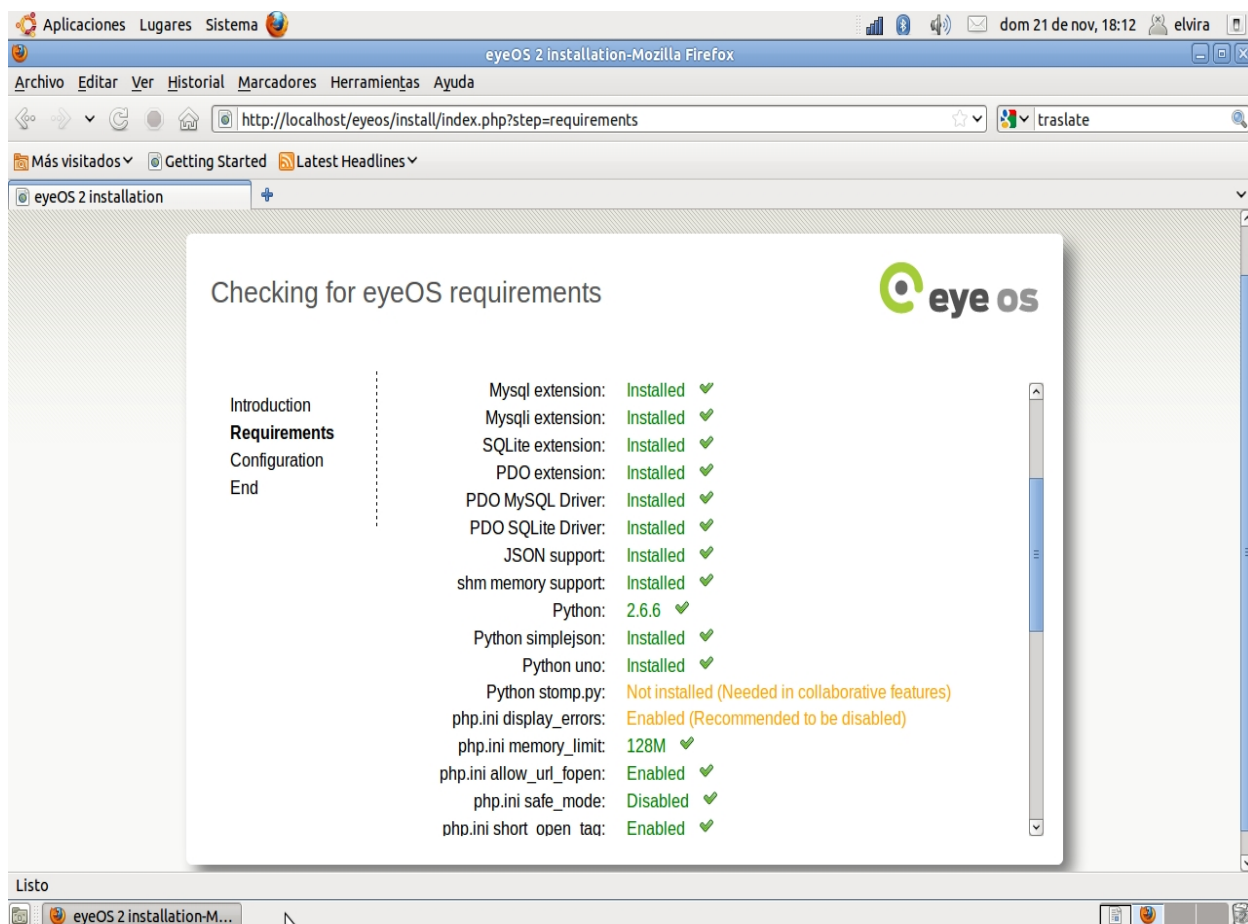 Aplicaciones Lugares Sistema dom 21 de nov, 18:12 elvira
eyeOS 2 installation-Mozilla Firefox
Archivo Editar Ver Historial Marcadores Herramientas Ayuda
http://localhost/eyeos/install/index.php?step=requirements traslate
Más visitados Getting Started Latest Headlines
eyeOS 2 installation
Checking for eyeOS requirements
eye os
Introduction
Requirements
Configuration
End
Mysql extension: Installed
Mysqli extension: Installed
SQLite extension: Installed
PDO extension: Installed
PDO MySQL Driver: Installed
PDO SQLite Driver: Installed
JSON support: Installed
shm memory support: Installed
Python: 2.6.6
Python simplejson: Installed
Python uno: Installed
Python stomp.py: Not installed (Needed in collaborative features)
php.ini display_errors: Enabled (Recommended to be disabled)
php.ini memory_limit: 128M
php.ini allow_url_fopen: Enabled
php.ini safe_mode: Disabled
php.ini short_open_tag: Enabled
Listo
eyeOS 2 installation-M...